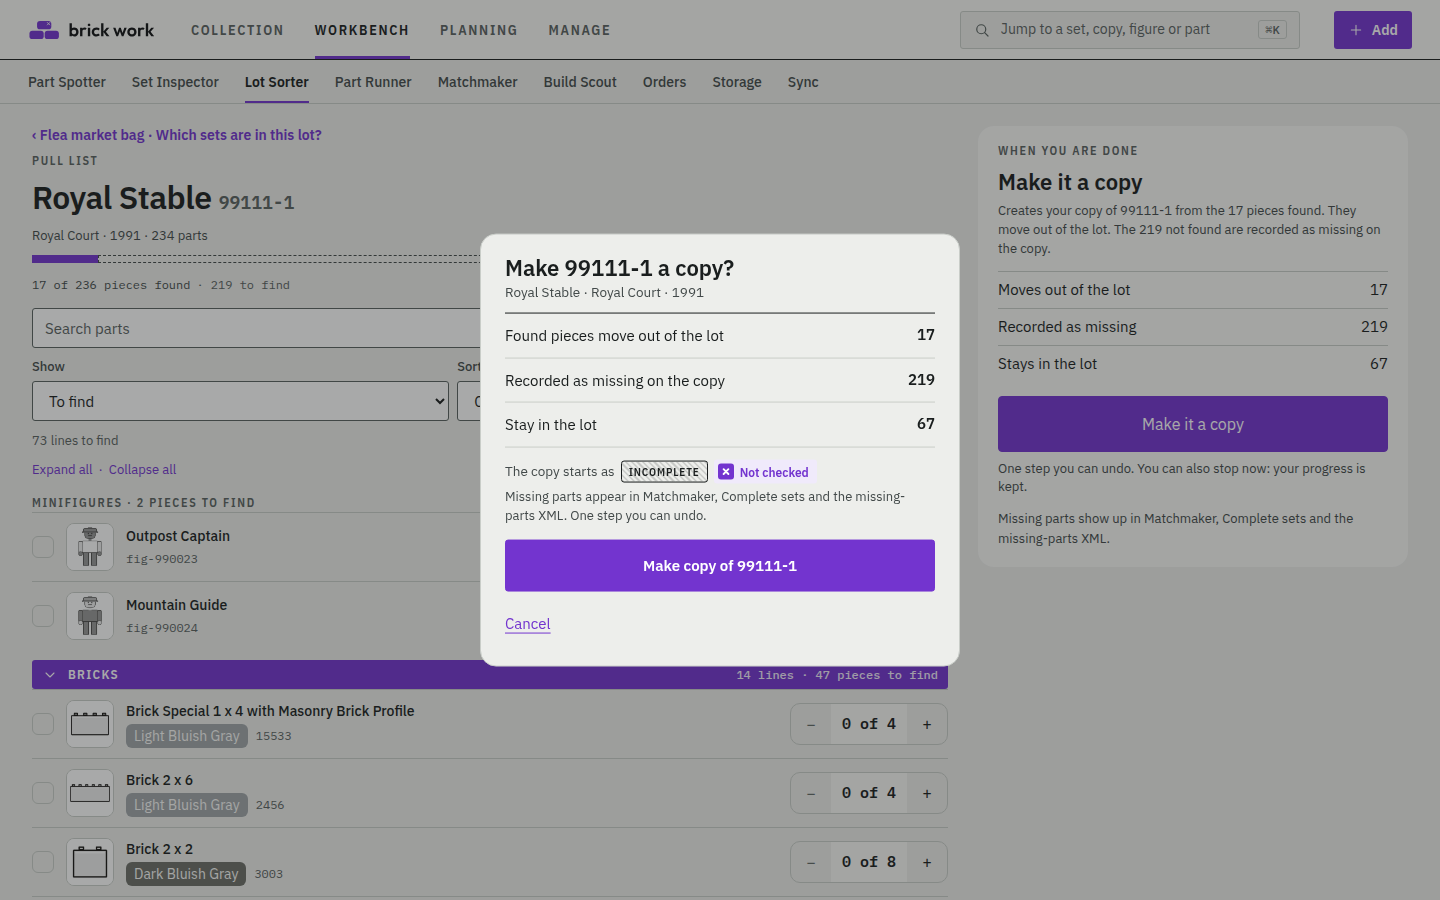 brick work
COLLECTION
WORKBENCH
PLANNING
MANAGE
Jump to a set, copy, figure or part
⌘K
+ Add
Part Spotter
Set Inspector
Lot Sorter
Part Runner
Matchmaker
Build Scout
Orders
Storage
Sync
‹ Flea market bag · Which sets are in this lot?
PULL LIST
Royal Stable 99111-1
Royal Court · 1991 · 234 parts
17 of 236 pieces found · 219 to find
Search parts
Show
Sort
To find
73 lines to find
Expand all · Collapse all
MINIFIGURES · 2 PIECES TO FIND
Outpost Captain
fig-990023
Mountain Guide
fig-990024
BRICKS
14 lines · 47 pieces to find
Brick Special 1 x 4 with Masonry Brick Profile
Light Bluish Gray 15533
− 0 of 4 +
Brick 2 x 6
Light Bluish Gray 2456
− 0 of 4 +
Brick 2 x 2
Dark Bluish Gray 3003
− 0 of 8 +
Make 99111-1 a copy?
Royal Stable · Royal Court · 1991
Found pieces move out of the lot 17
Recorded as missing on the copy 219
Stay in the lot 67
The copy starts as INCOMPLETE Not checked
Missing parts appear in Matchmaker, Complete sets and the missing-
parts XML. One step you can undo.
Make copy of 99111-1
Cancel
WHEN YOU ARE DONE
Make it a copy
Creates your copy of 99111-1 from the 17 pieces found. They
move out of the lot. The 219 not found are recorded as missing on
the copy.
Moves out of the lot 17
Recorded as missing 219
Stays in the lot 67
Make it a copy
One step you can undo. You can also stop now: your progress is
kept.
Missing parts show up in Matchmaker, Complete sets and the
missing-parts XML.